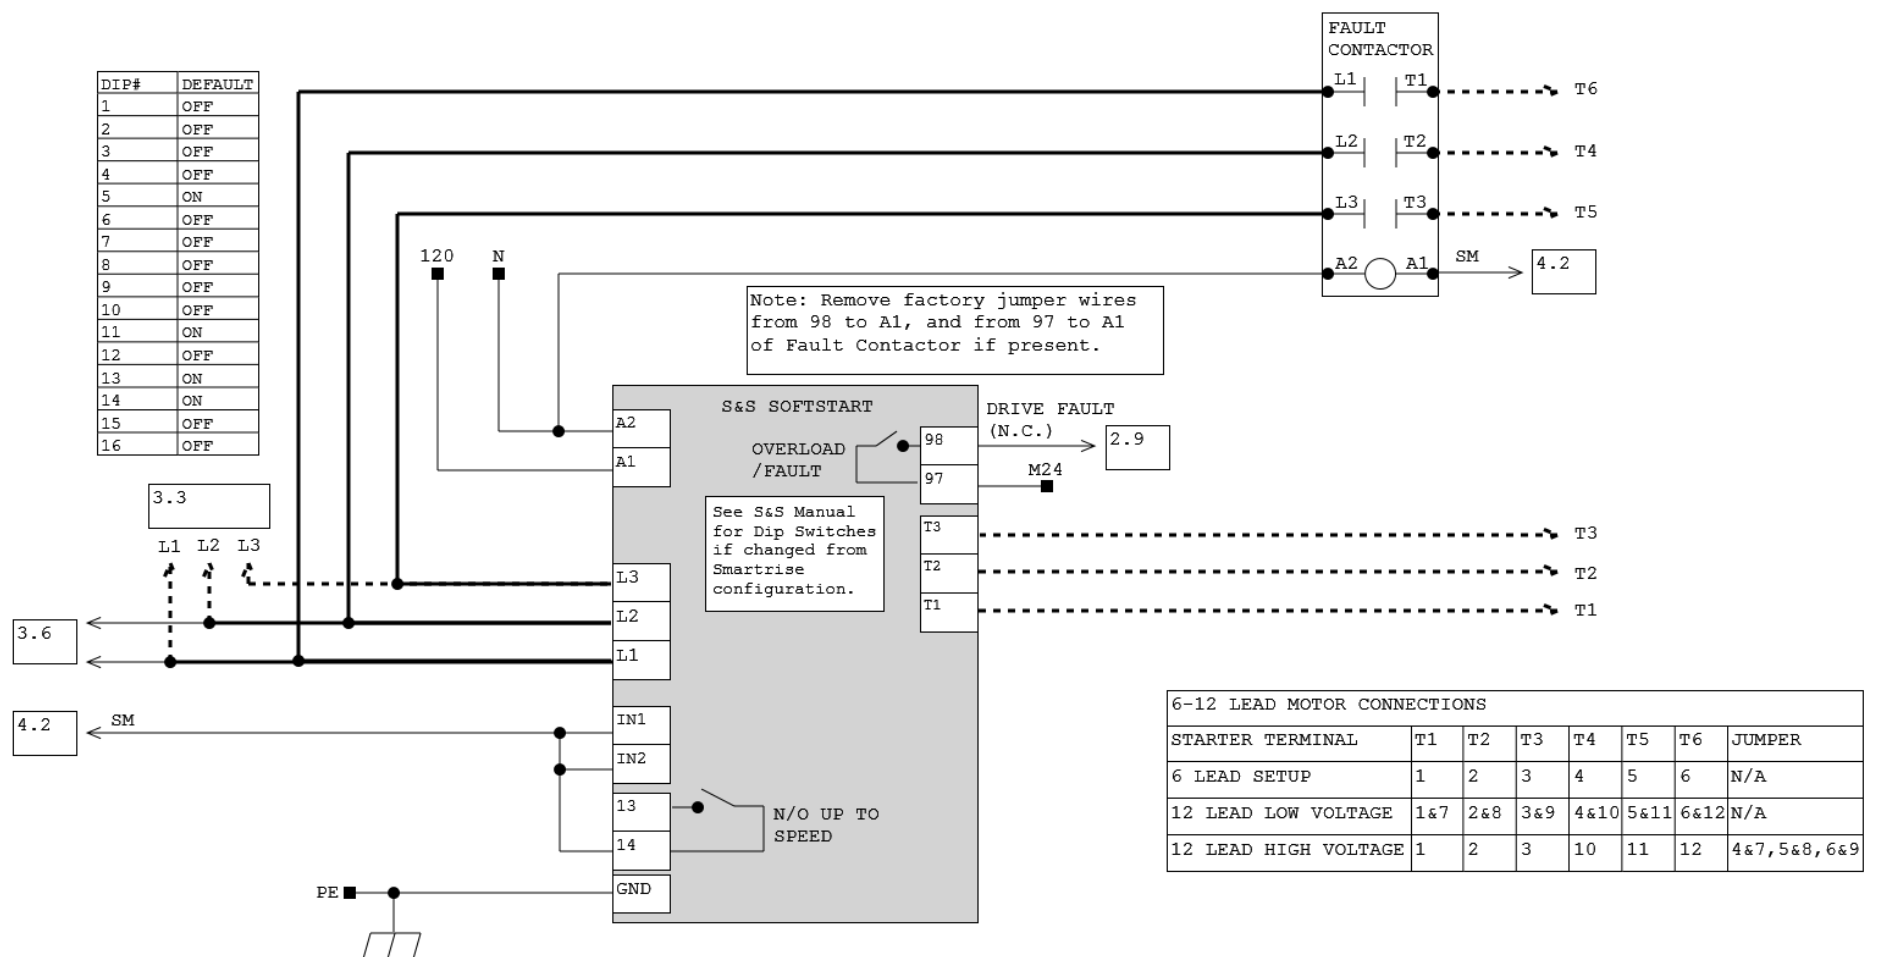 FAULT
CONTACTOR
L1 T1
T6
L2 T2
T4
L3 T3
T5
A2 A1
SM
4.2
DIP# DEFAULT
1 OFF
2 OFF
3 OFF
4 OFF
5 ON
6 OFF
7 OFF
8 OFF
9 OFF
10 OFF
11 ON
12 OFF
13 ON
14 ON
15 OFF
16 OFF
120 N
Note: Remove factory jumper wires
from 98 to A1, and from 97 to A1
of Fault Contactor if present.
S&S SOFTSTART
A2
A1
OVERLOAD
/FAULT
98
97
DRIVE FAULT
(N.C.)
2.9
M24
See S&S Manual
for Dip Switches
if changed from
Smartrise
configuration.
T3
T2
T1
T3
T2
T1
3.3
L1 L2 L3
L3
L2
L1
3.6
4.2
SM
IN1
IN2
13
14
N/O UP TO
SPEED
PE
GND
6-12 LEAD MOTOR CONNECTIONS
STARTER TERMINAL T1 T2 T3 T4 T5 T6 JUMPER
6 LEAD SETUP 1 2 3 4 5 6 N/A
12 LEAD LOW VOLTAGE 1&7 2&8 3&9 4&10 5&11 6&12 N/A
12 LEAD HIGH VOLTAGE 1 2 3 10 11 12 4&7,5&8,6&9